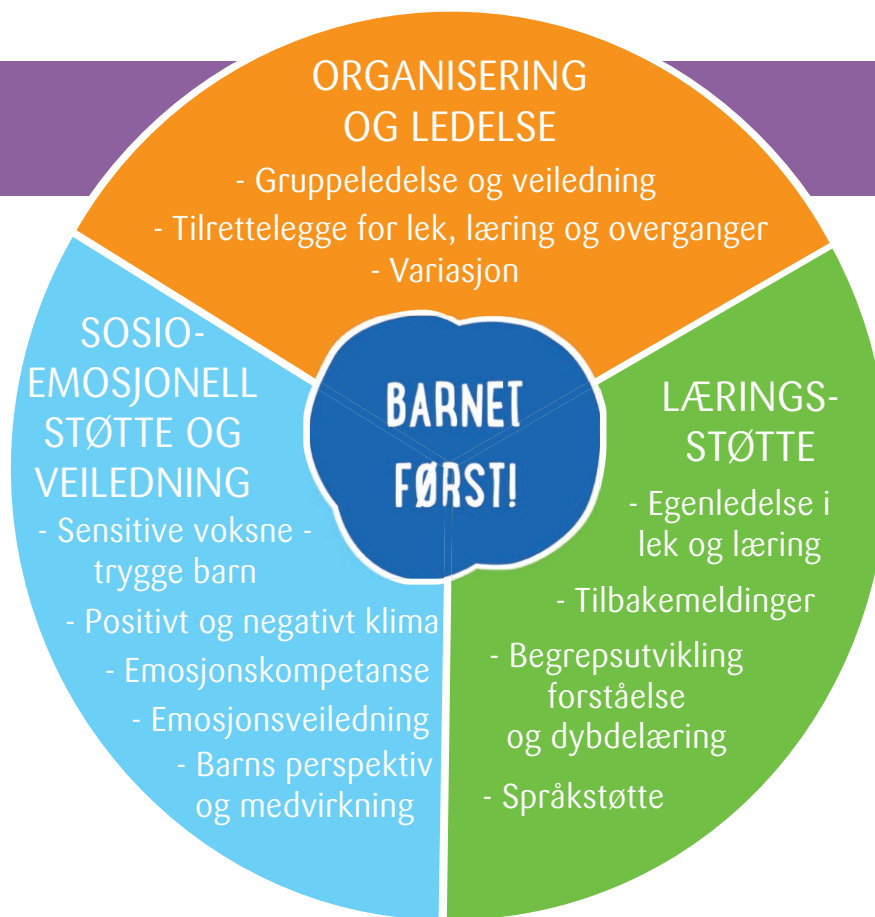 ORGANISERING
OG LEDELSE
- Gruppeledelse og veiledning
- Tilrettelegge for lek, læring og overganger
- Variasjon
SOSIO-
EMOSJONELL
STØTTE OG
VEILEDNING
- Sensitive voksne -
trygge barn
- Positivt og negativt klima
- Emosjonskompetanse
- Emosjonsveiledning
- Barns perspektiv
og medvirkning
BARNET
FØRST!
LÆRINGS-
STØTTE
- Egenledelse i
lek og læring
- Tilbakemeldinger
- Begrepsutvikling
forståelse
og dybdelæring
- Språkstøtte